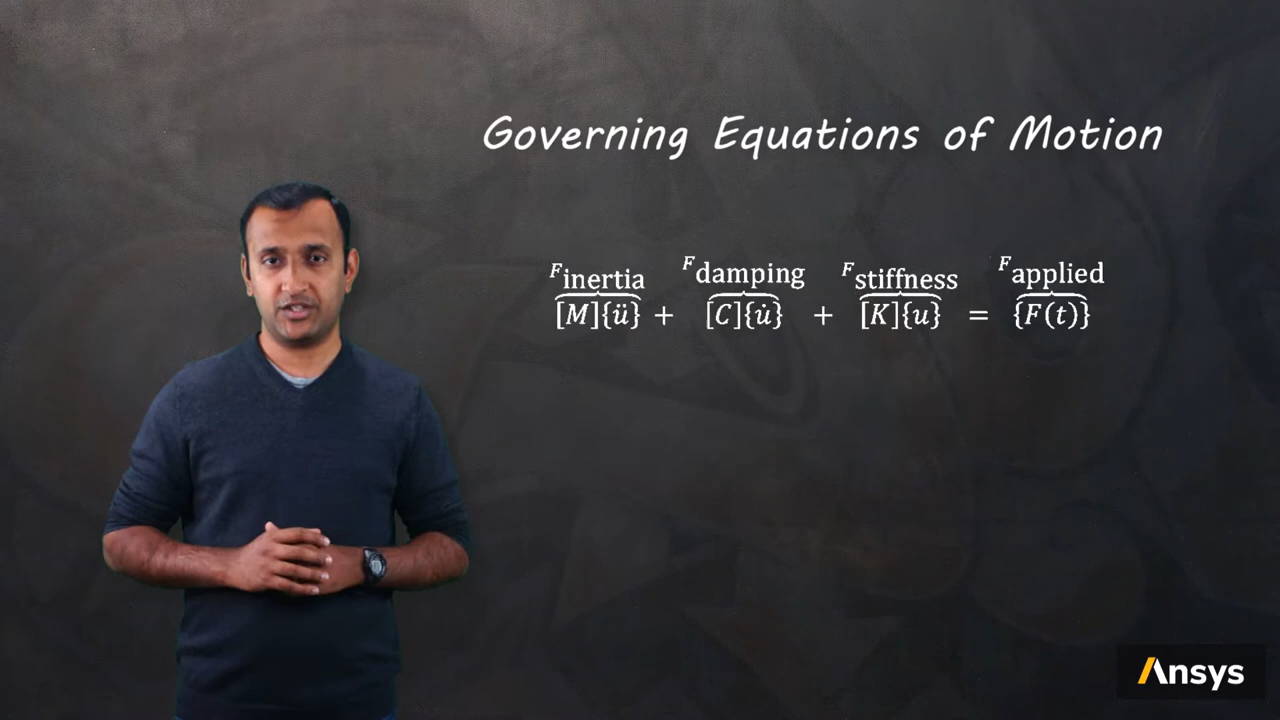 Governing Equations of Motion
Finertia Fdamping Fstiffness Fapplied
[M]{ü} + [C]{u̇} + [K]{u} = {F(t)}
Ansys